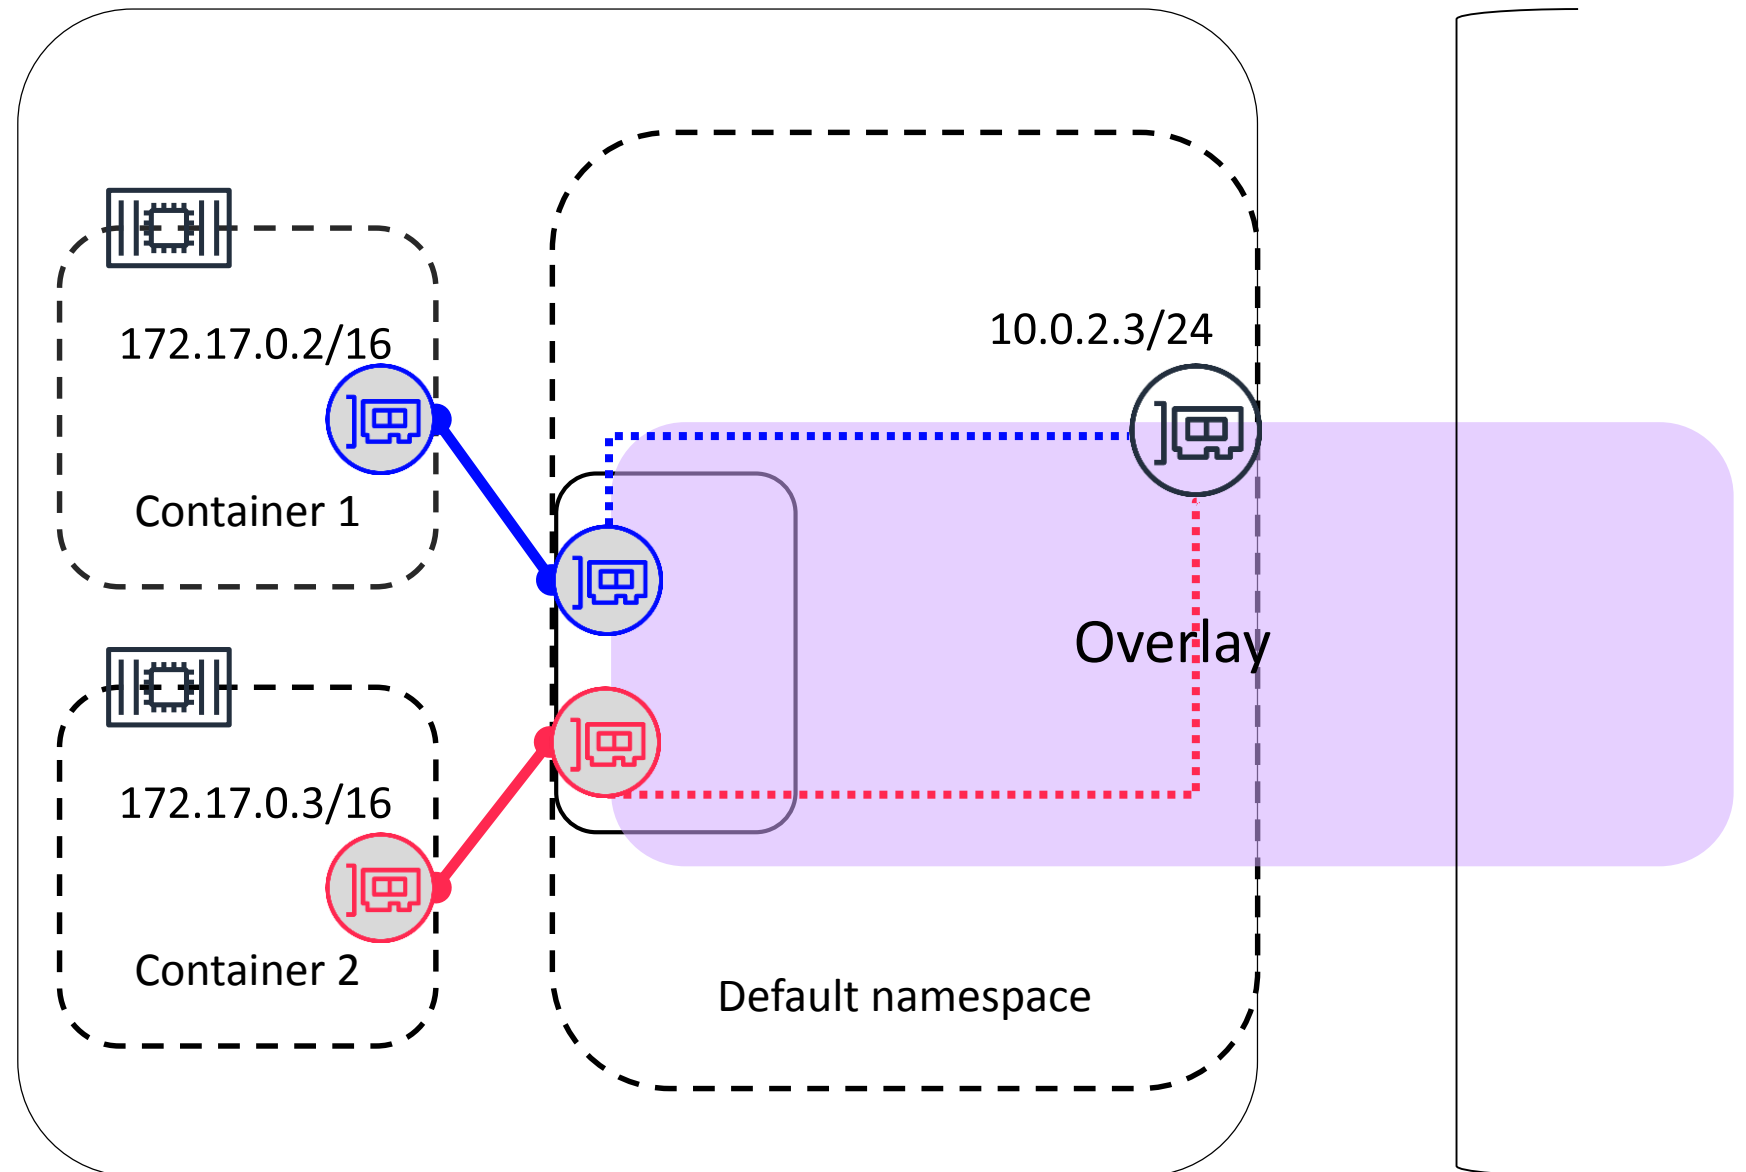 172.17.0.2/16
10.0.2.3/24
Container 1
Overlay
172.17.0.3/16
Container 2
Default namespace